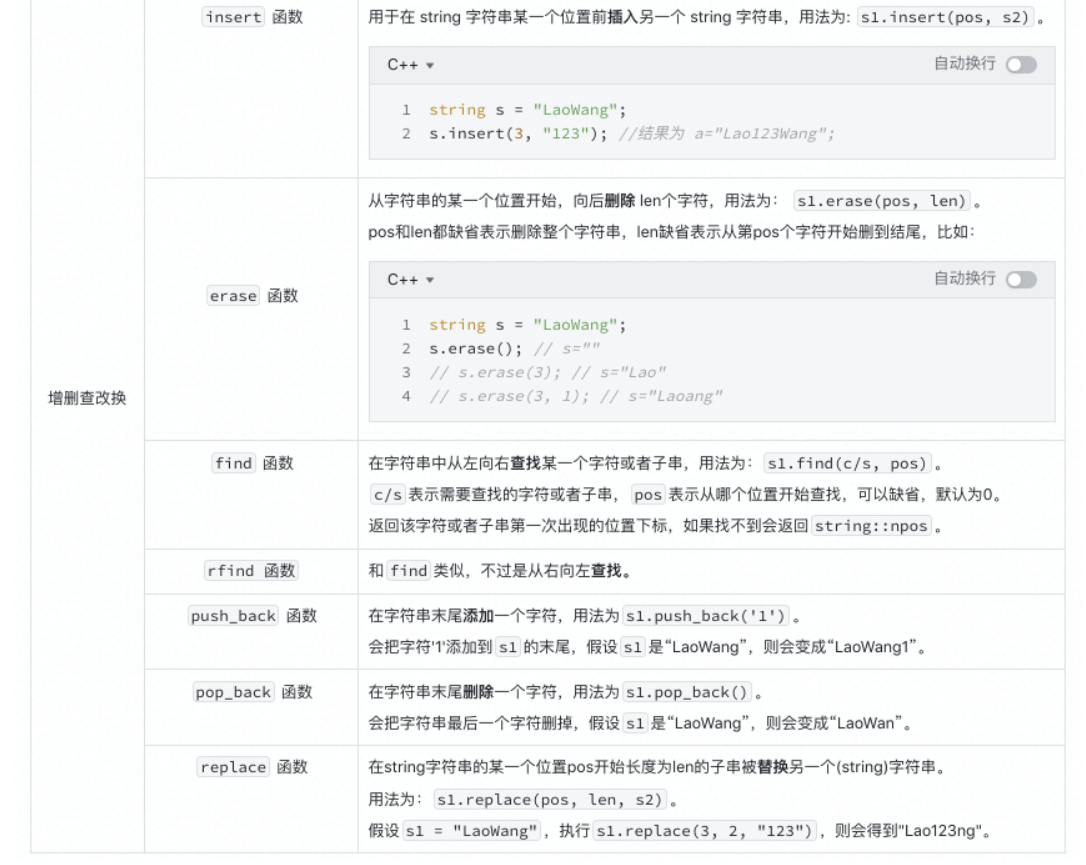 insert 函数
用于在 string 字符串某一个位置前插入另一个 string 字符串，用法为: s1.insert(pos, s2) 。
C++
自动换行
1 string s = "LaoWang";
2 s.insert(3, "123"); //结果为 a="Lao123Wang";
增删查改换
erase 函数
从字符串的某一个位置开始，向后删除 len个字符，用法为： s1.erase(pos, len) 。
pos和len都缺省表示删除整个字符串，len缺省表示从第pos个字符开始删到结尾，比如：
C++
自动换行
1 string s = "LaoWang";
2 s.erase(); // s=""
3 // s.erase(3); // s="Lao"
4 // s.erase(3, 1); // s="Laoang"
find 函数
在字符串中从左向右查找某一个字符或者子串，用法为： s1.find(c/s, pos) 。
c/s 表示需要查找的字符或者子串， pos 表示从哪个位置开始查找，可以缺省，默认为0。
返回该字符或者子串第一次出现的位置下标，如果找不到会返回 string::npos 。
rfind 函数
和 find 类似，不过是从右向左查找。
push_back 函数
在字符串末尾添加一个字符，用法为 s1.push_back('1') 。
会把字符'1'添加到 s1 的末尾，假设 s1 是“LaoWang”，则会变成“LaoWang1”。
pop_back 函数
在字符串末尾删除一个字符，用法为 s1.pop_back() 。
会把字符串最后一个字符删掉，假设 s1 是“LaoWang”，则会变成“LaoWan”。
replace 函数
在string字符串的某一个位置pos开始长度为len的子串被替换另一个(string)字符串。
用法为： s1.replace(pos, len, s2) 。
假设 s1 = "LaoWang" ，执行 s1.replace(3, 2, "123") ，则会得到"Lao123ng"。